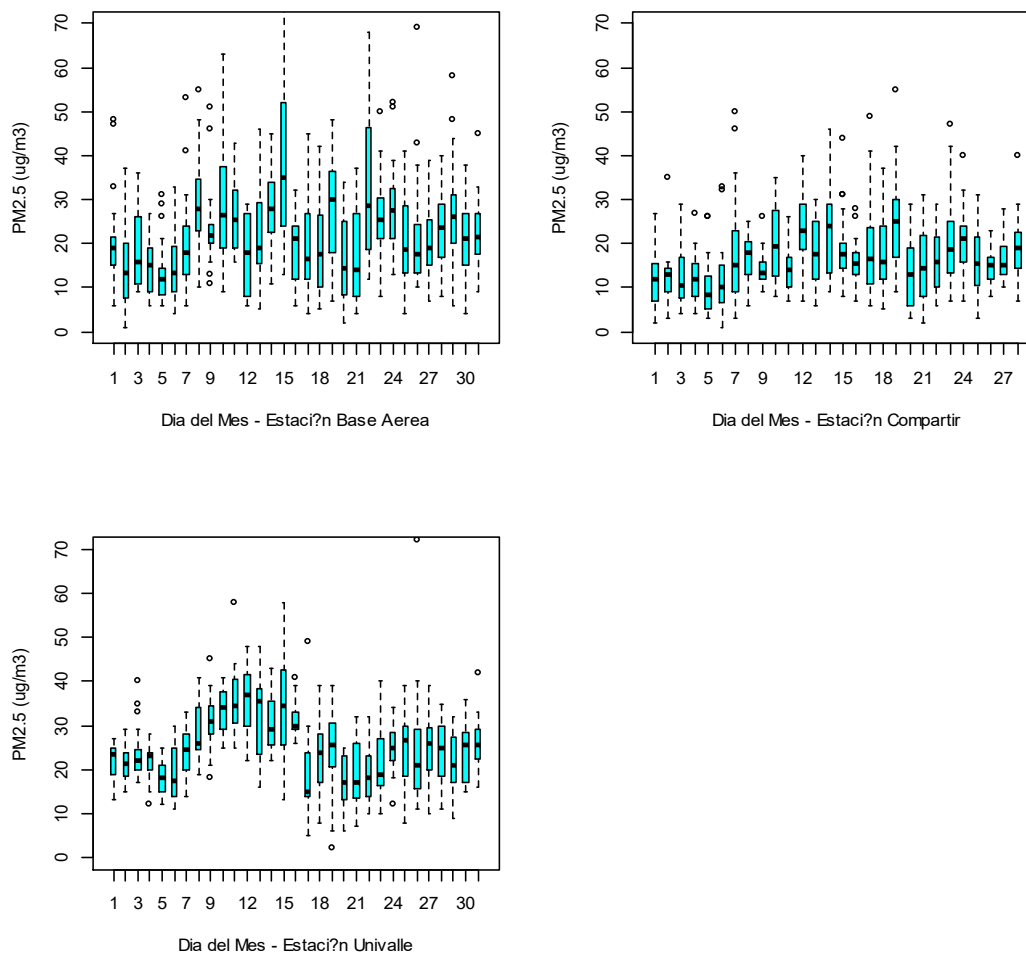 70
60
50
40
30
20
10
0
PM2.5 (ug/m3)
1 3 5 7 9 12 15 18 21 24 27 30
Dia del Mes - Estaci?n Base Aerea
70
60
50
40
30
20
10
0
PM2.5 (ug/m3)
1 3 5 7 9 12 15 18 21 24 27
Dia del Mes - Estaci?n Compartir
70
60
50
40
30
20
10
0
PM2.5 (ug/m3)
1 3 5 7 9 12 15 18 21 24 27 30
Dia del Mes - Estaci?n Univalle